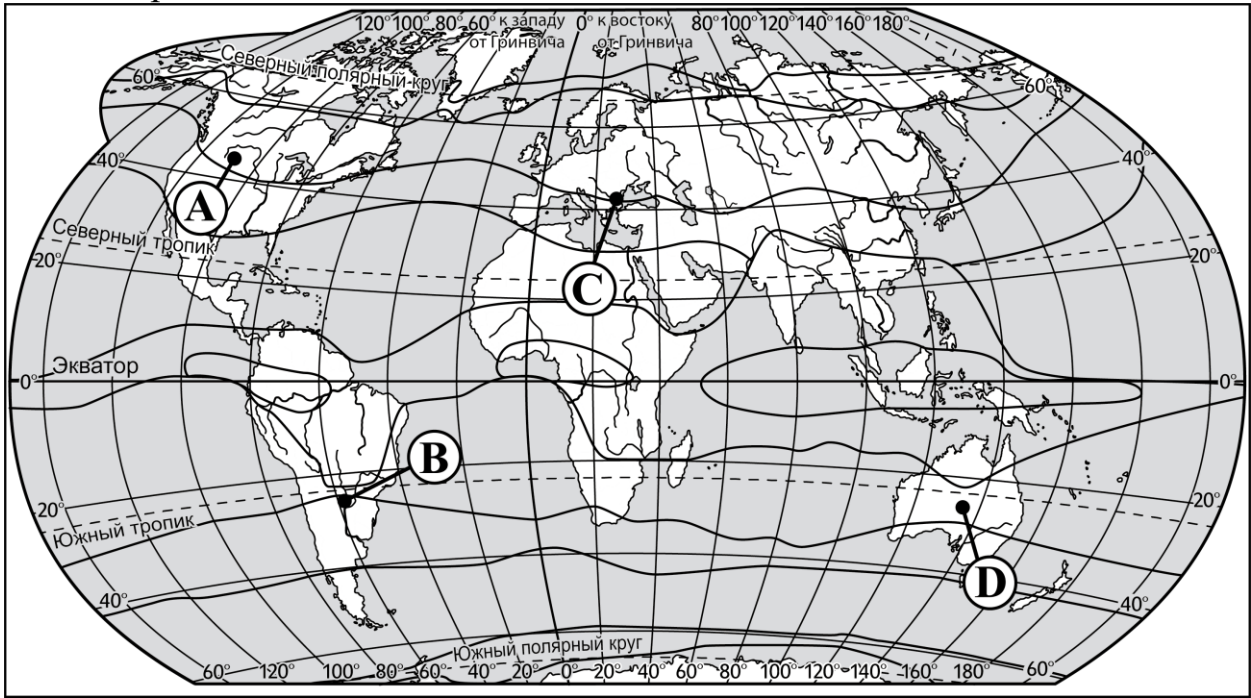 120° 100° 80° 60° к западу 0° к востоку 80° 100° 120° 140° 160° 180°
от Гринвича от Гринвича
Северный полярный круг
60° 60°
40° 40°
A
C
Северный тропик
20° 20°
Экватор
0° 0°
B
20° 20°
Южный тропик
D
40° 40°
Южный полярный круг
60° 120° 100° 80° 60° 40° 20° 0° 20° 40° 60° 80° 100° 120° 140° 180° 60°